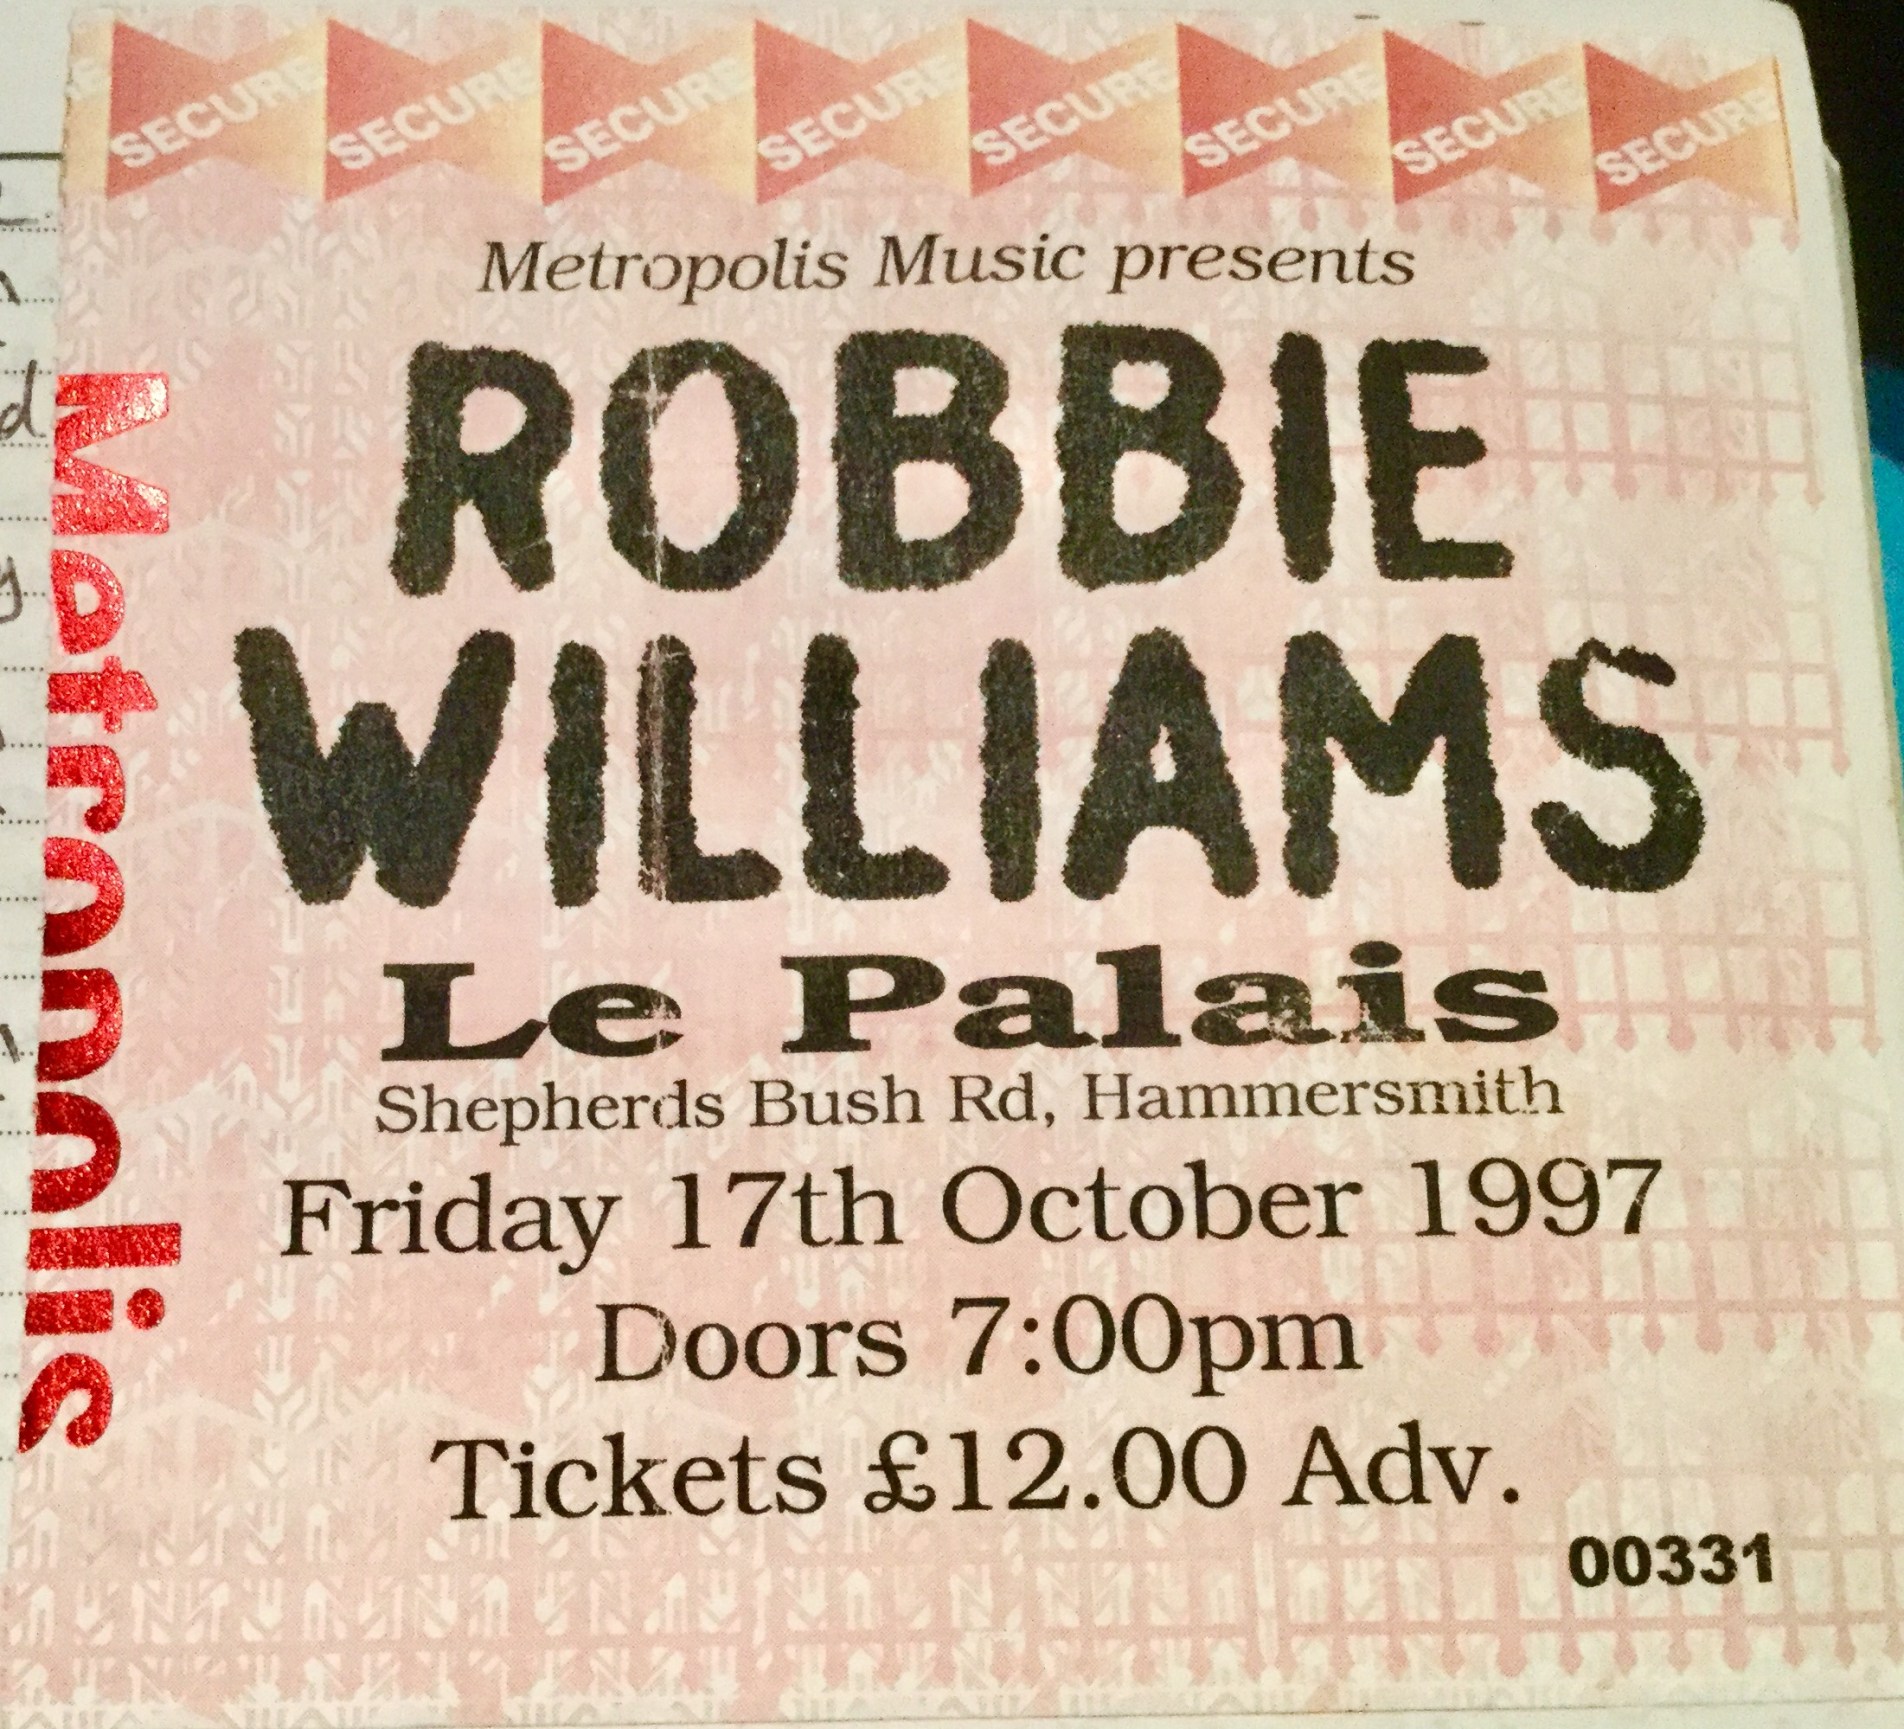 SECURE SECURE SECURE SECURE SECURE SECURE SECURE SECURE
Metropolis Music presents
ROBBIE
WILLIAMS
Le Palais
Shepherds Bush Rd, Hammersmith
Friday 17th October 1997
Doors 7:00pm
Tickets £12.00 Adv.
00331
Metropolis
d
y